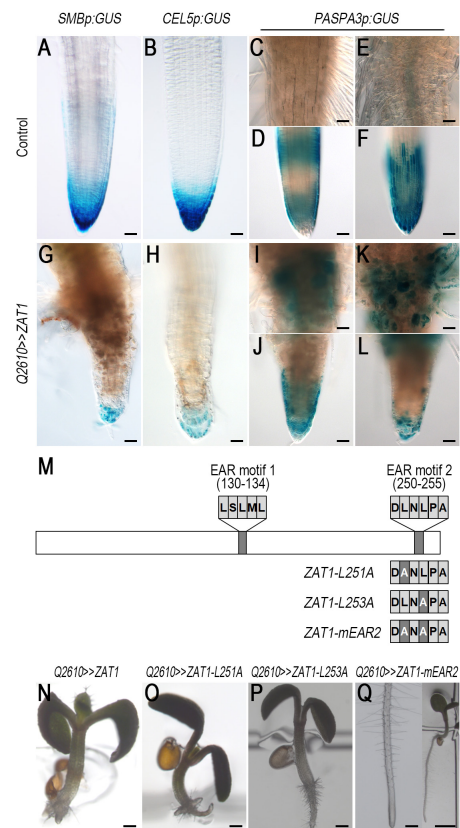 SMBp:GUS CEL5p:GUS PASPA3p:GUS
A B C E
Control
D F
G H I K
Q2610>>ZAT1
J L
M
EAR motif 1 EAR motif 2
(130-134) (250-255)
L S L M L D L N L P A
ZAT1-L251A D A N L P A
ZAT1-L253A D L N A P A
ZAT1-mEAR2 D A N A P A
Q2610>>ZAT1 Q2610>>ZAT1-L251A Q2610>>ZAT1-L253A Q2610>>ZAT1-mEAR2
N O P Q